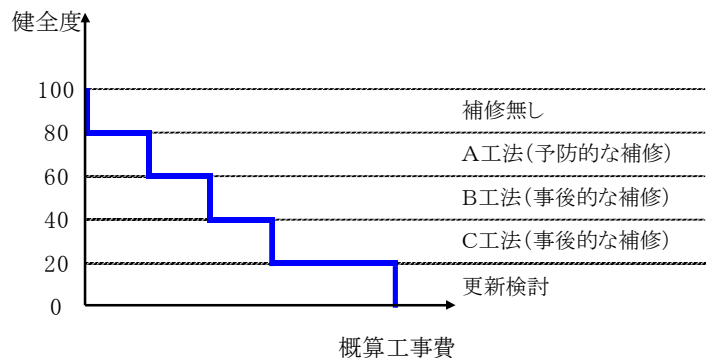 健全度
100
補修無し
80
A工法(予防的な補修)
60
B工法(事後的な補修)
40
C工法(事後的な補修)
20
更新検討
0
概算工事費